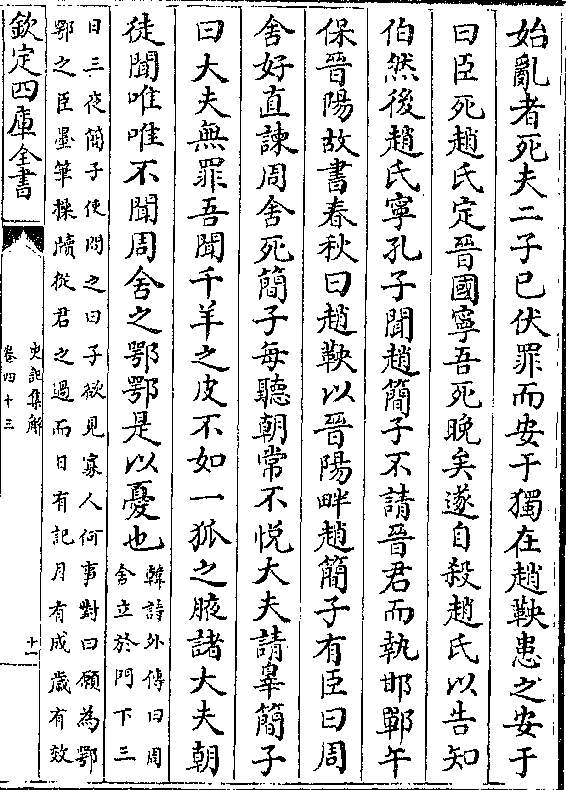 始亂者死夫二子已伏罪而安于獨在趙鞅患之安于
曰臣死趙氏定晉國寧吾死晚矣遂自殺趙氏以告知
伯然後趙氏寧孔子聞趙簡子不請晉君而執邯鄲午
保晉陽故書春秋曰趙鞅以晉陽畔趙簡子有臣曰周
舍好直諫周舍死簡子每聽朝常不悅大夫請辠簡子
曰大夫無罪吾聞千羊之皮不如一狐之腋諸大夫朝
徒聞唯唯不聞周舍之鄂鄂是以憂也
韓詩外傳曰周
舍立於門下三
日三夜簡子使問之曰子欲見寡人何事對曰願為鄂
鄂之臣墨筆操牘從君之過而日有記月有成歲有效
欽定四庫全書
史記集解
卷四十三
十一